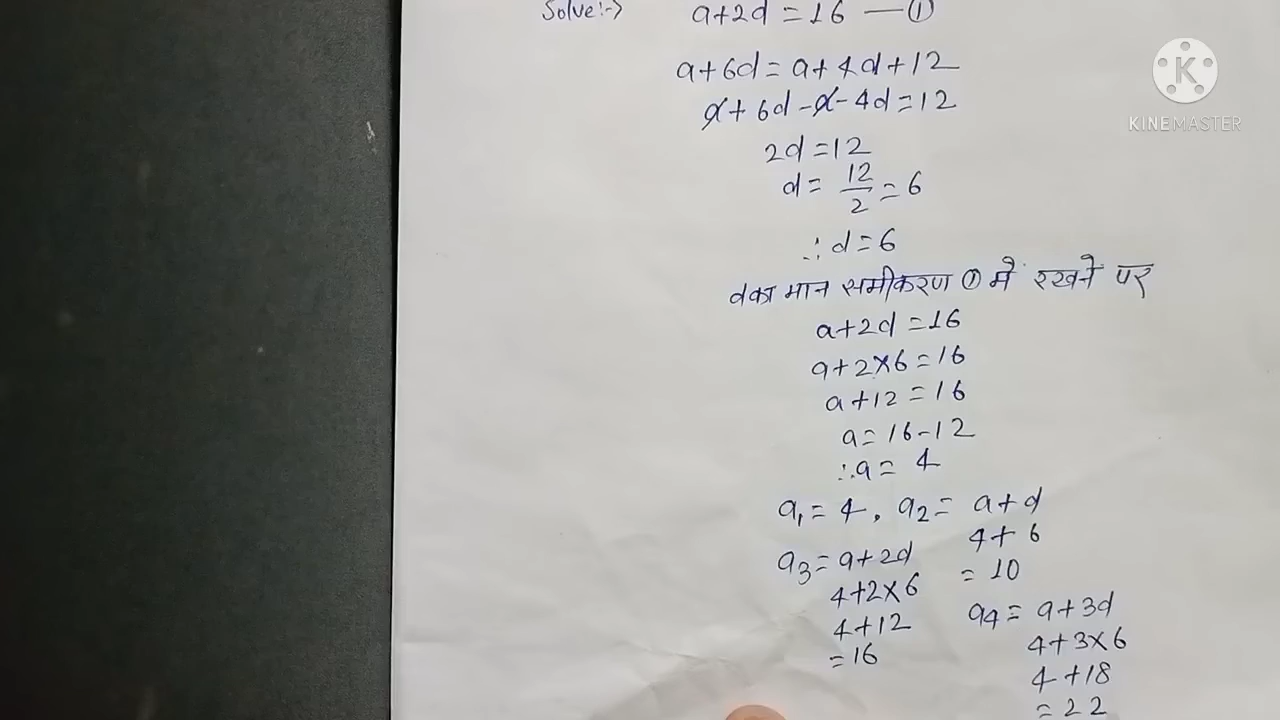 Solve:-> a+2d=16 —①
a+6d=a+4d+12
a+6d-a-4d=12
2d=12
d=12/2=6
∴d=6
dका मान समीकरण ① में रखने पर
a+2d=16
a+2×6=16
a+12=16
a=16-12
∴a=4
a₁=4, a₂=a+d
4+6
=10
a₃=a+2d
4+2×6
4+12
=16
a4=a+3d
4+3×6
4+18
=22
KINEMASTER